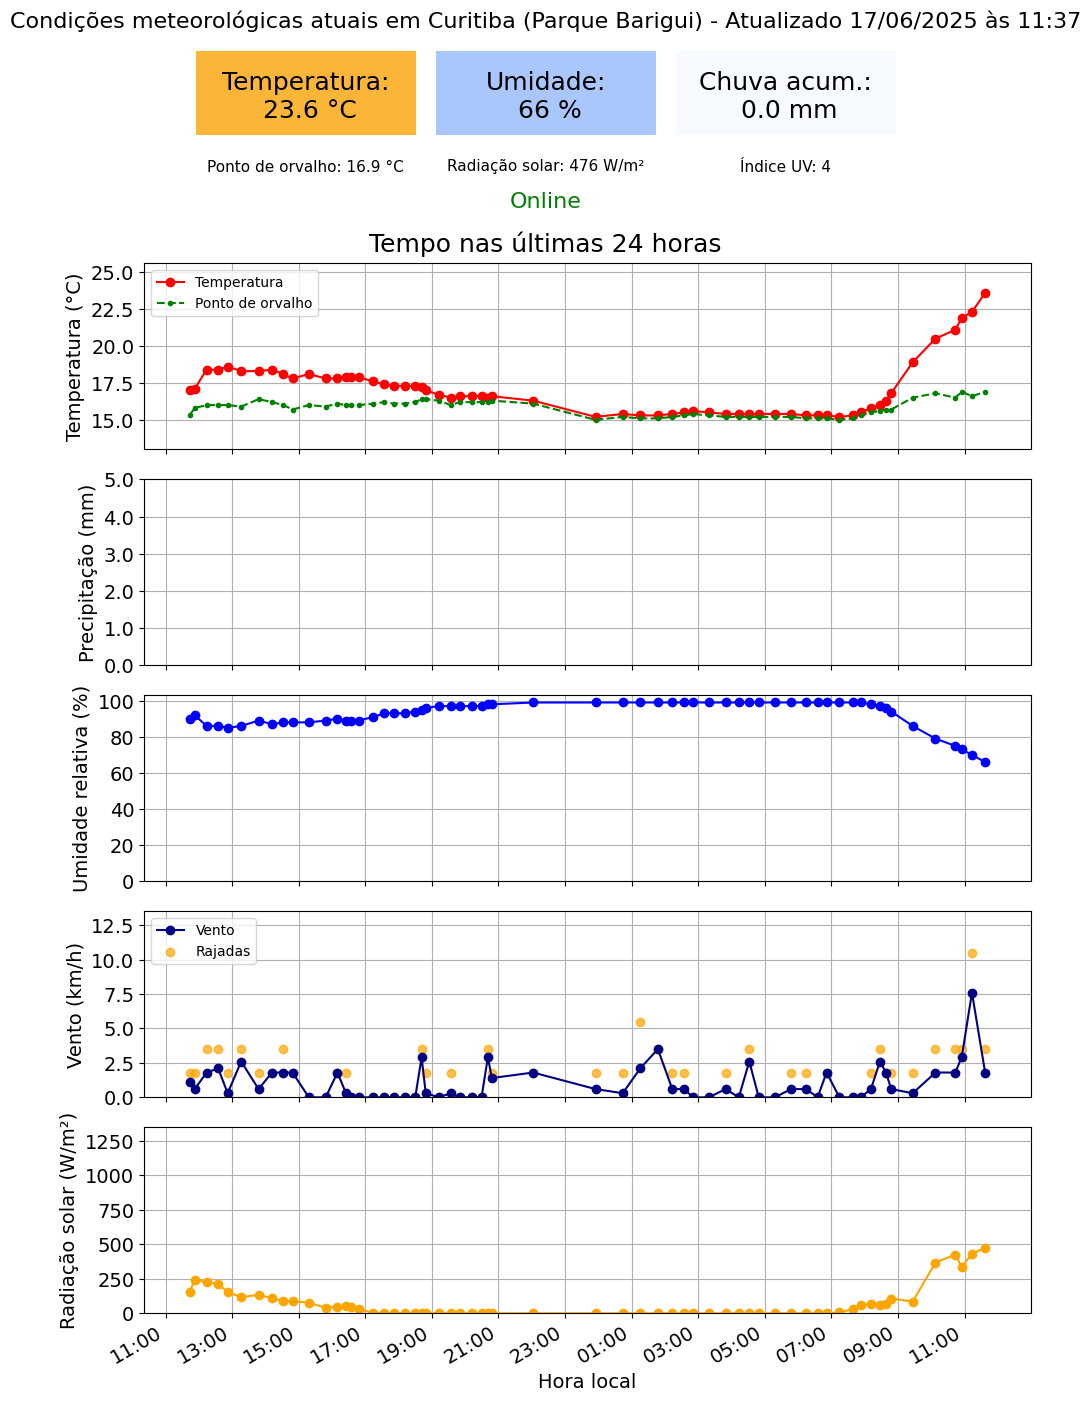 Condições meteorológicas atuais em Curitiba (Parque Barigui) - Atualizado 17/06/2025 às 11:37
Temperatura:
23.6 °C
Umidade:
66 %
Chuva acum.:
0.0 mm
Ponto de orvalho: 16.9 °C
Radiação solar: 476 W/m²
Índice UV: 4
Online
Tempo nas últimas 24 horas
Temperatura (°C)
25.0
22.5
20.0
17.5
15.0
Temperatura
Ponto de orvalho
Precipitação (mm)
5.0
4.0
3.0
2.0
1.0
0.0
Umidade relativa (%)
100
80
60
40
20
0
Vento (km/h)
12.5
10.0
7.5
5.0
2.5
0.0
Vento
Rajadas
Radiação solar (W/m²)
1250
1000
750
500
250
0
11:00
13:00
15:00
17:00
19:00
21:00
23:00
01:00
03:00
05:00
07:00
09:00
11:00
Hora local